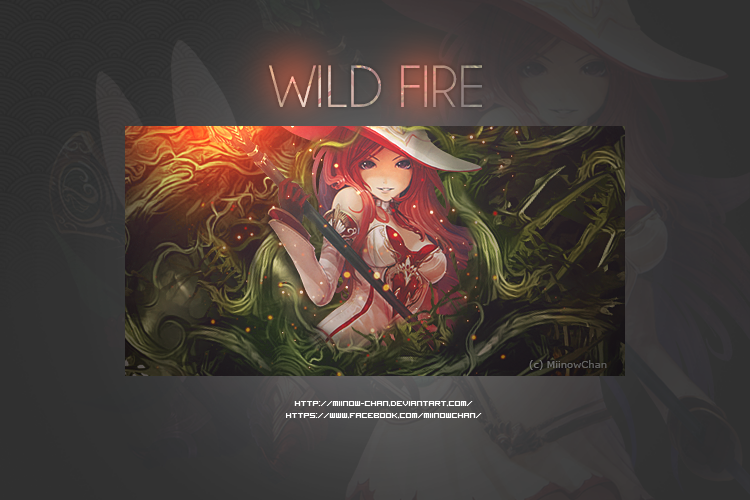 WILD FIRE
(c) MiinowChan
HTTP://MIINOW-CHAN.DEVIANTART.COM/
HTTPS://WWW.FACEBOOK.COM/MIINOWCHAN/